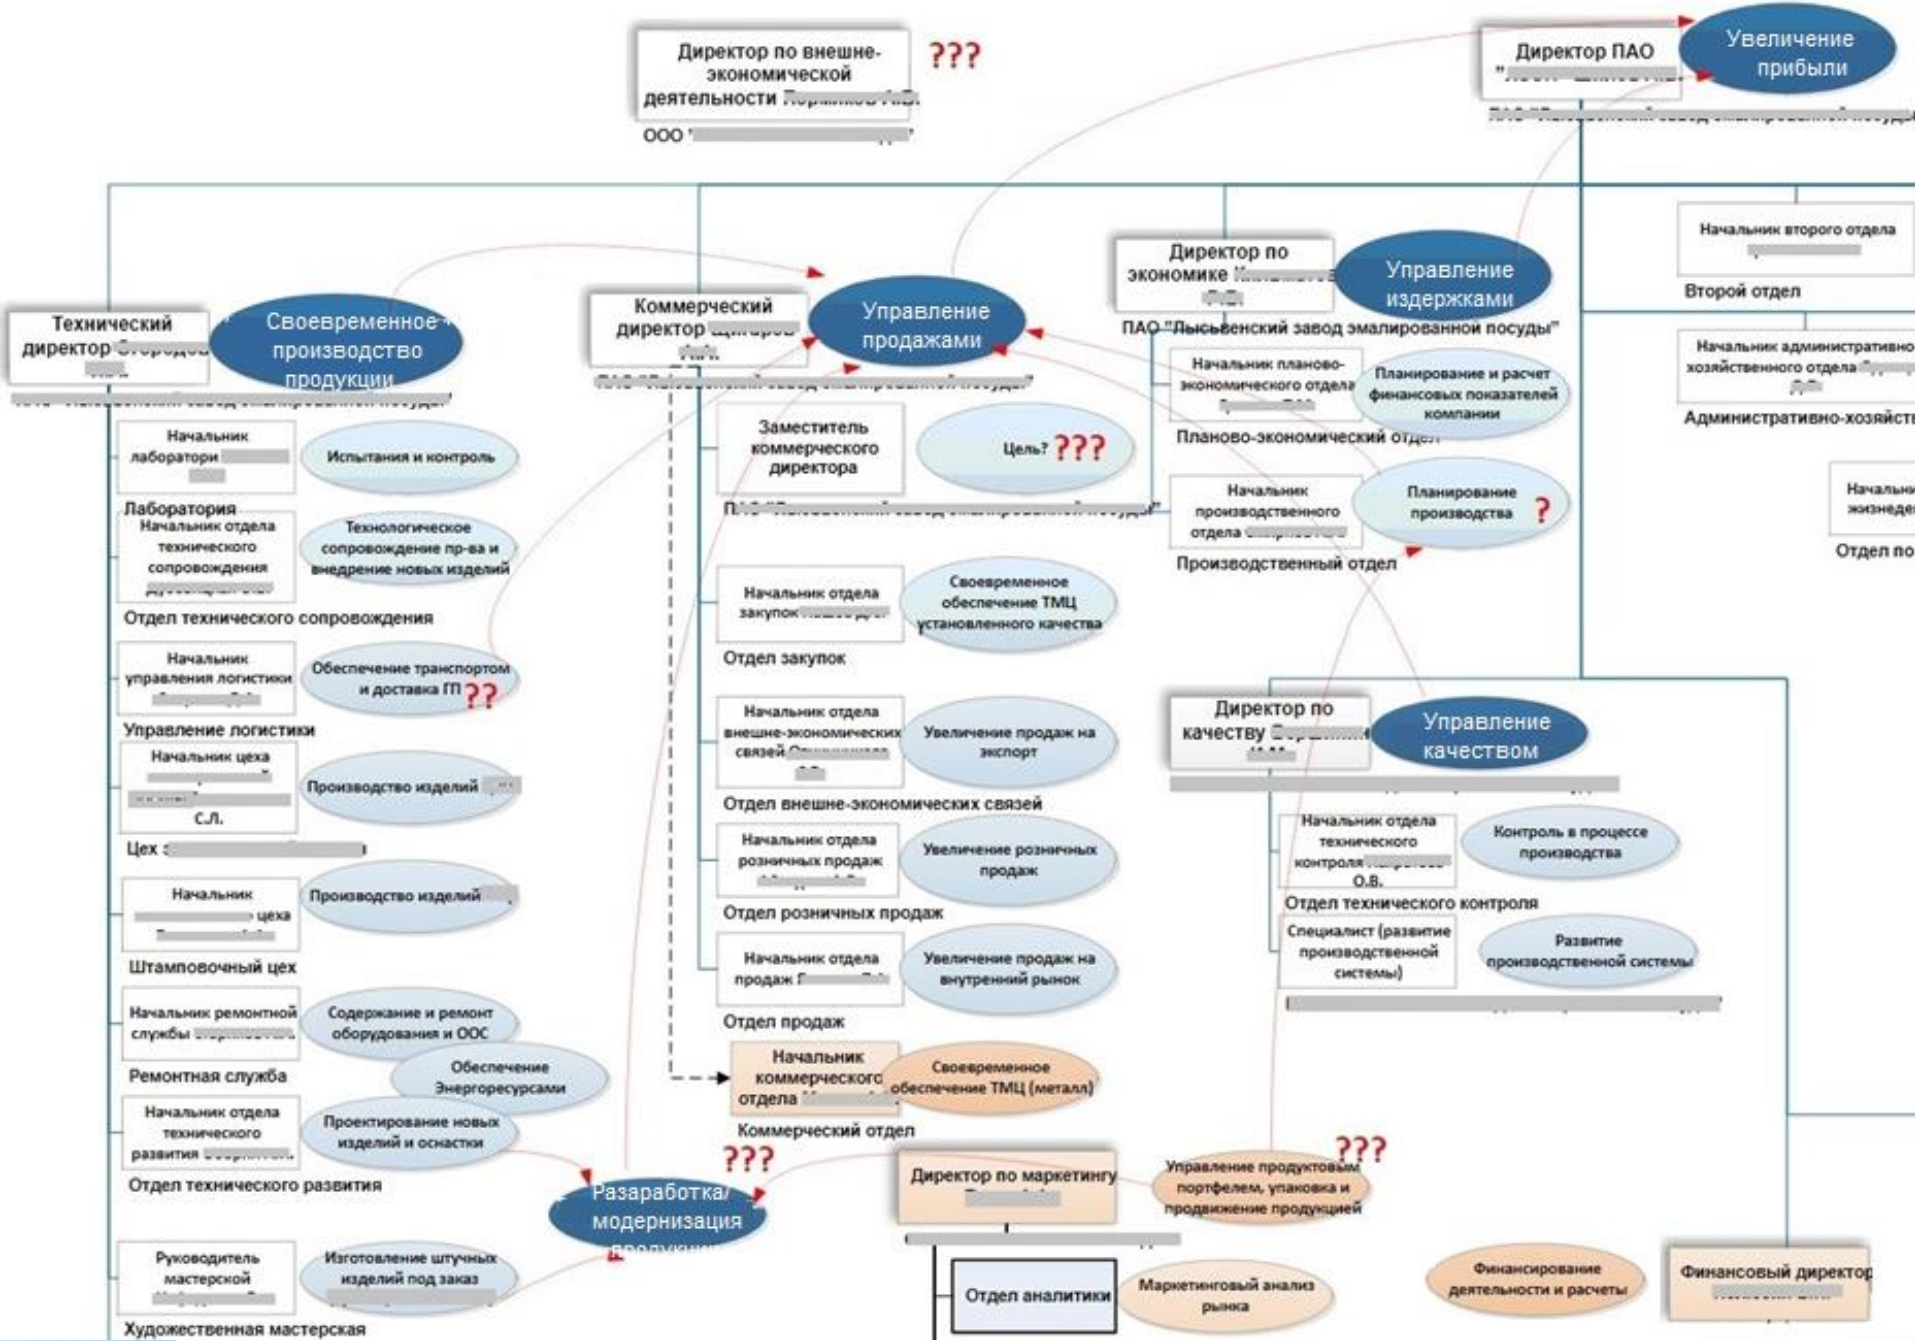 Директор по внешне-
экономической
деятельности
ООО
???
Директор ПАО
Увеличение
прибыли
Технический
директор
Своевременное
производство
продукции
Начальник
лаборатори
Испытания и контроль
Лаборатория
Начальник отдела
технического
сопровождения
Технологическое
сопровождение пр-ва и
внедрение новых изделий
Отдел технического сопровождения
Начальник
управления логистики
Обеспечение транспортом
и доставка ГП ??
Управление логистики
Начальник цеха
С.Л.
Производство изделий
Цех
Начальник
цеха
Производство изделий
Штамповочный цех
Начальник ремонтной
службы
Содержание и ремонт
оборудования и ООС
Обеспечение
Энергоресурсами
Ремонтная служба
Начальник отдела
технического
развития
Проектирование новых
изделий и оснастки
Отдел технического развития
Руководитель
мастерской
Изготовление штучных
изделий под заказ
Художественная мастерская
Разаработка/
модернизация
???
Коммерческий
директор
Управление
продажами
Заместитель
коммерческого
директора
Цель? ???
Начальник отдела
закупок
Своевременное
обеспечение ТМЦ
установленного качества
Отдел закупок
Начальник отдела
внешне-экономических
связей
Увеличение продаж на
экспорт
Отдел внешне-экономических связей
Начальник отдела
розничных продаж
Увеличение розничных
продаж
Отдел розничных продаж
Начальник отдела
продаж
Увеличение продаж на
внутренний рынок
Отдел продаж
Начальник
коммерческого
отдела
Своевременное
обеспечение ТМЦ (металл)
Коммерческий отдел
Директор по маркетингу
Управление продуктовым
портфелем, упаковка и
продвижение продукцией
???
Отдел аналитики
Маркетинговый анализ
рынка
Директор по
экономике
Управление
издержками
ПАО "Лысьвенский завод эмалированной посуды"
Начальник планово-
экономического отдела
Планирование и расчет
финансовых показателей
компании
Планово-экономический отдел
Начальник
производственного
отдела
Планирование
производства ?
Производственный отдел
Директор по
качеству
Управление
качеством
Начальник отдела
технического
контроля
О.В.
Контроль в процессе
производства
Отдел технического контроля
Специалист (развитие
производственной
системы)
Развитие
производственной системы
Начальник второго отдела
Второй отдел
Начальник административно
хозяйственного отдела
Административно-хозяйств
Начальни
жизнеде
Отдел по
Финансирование
деятельности и расчеты
Финансовый директор